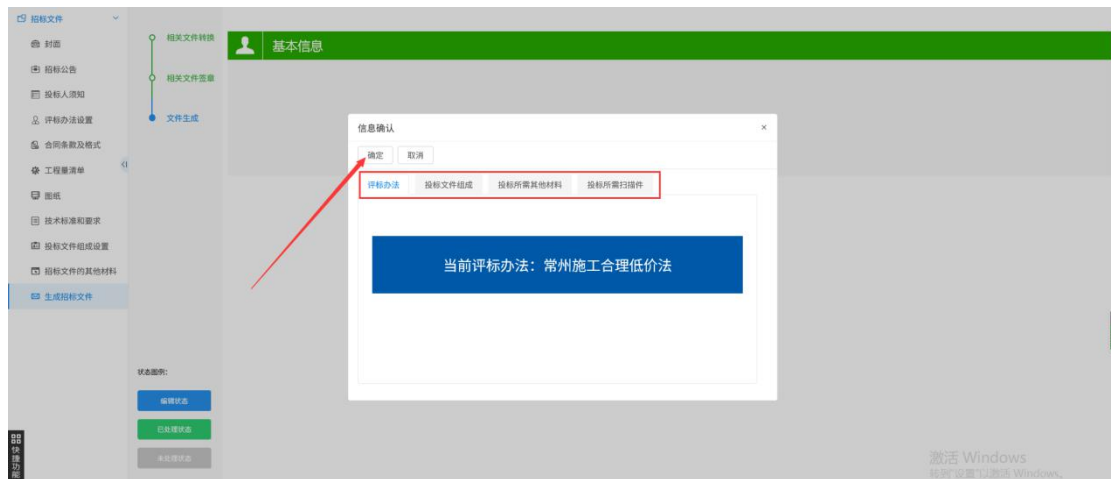 招标文件
封面
招标公告
投标人须知
评标办法设置
合同条款及格式
工程量清单
图纸
技术标准和要求
投标文件组成设置
招标文件的其他材料
生成招标文件
快捷功能
相关文件转换
相关文件签章
文件生成
状态图例：
编辑状态
已处理状态
未处理状态
基本信息
信息确认
确定 取消
评标办法 投标文件组成 投标所需其他材料 投标所需扫描件
当前评标办法：常州施工合理低价法
激活 Windows
转到"设置"以激活 Windows。